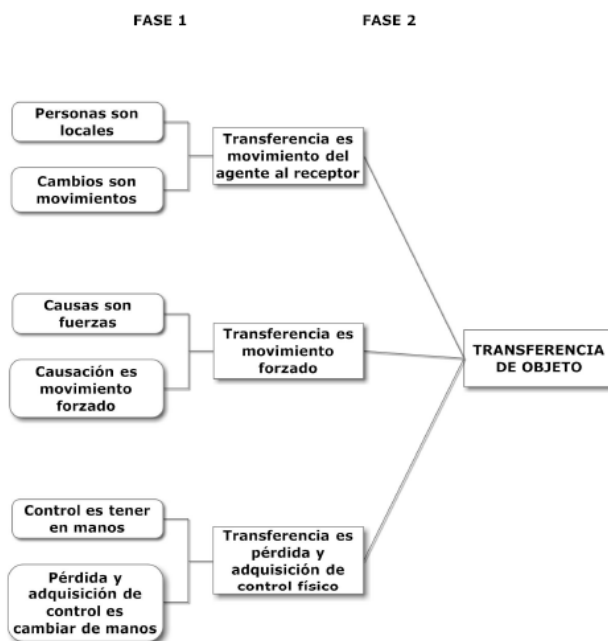 FASE 1
FASE 2
Personas son
locales
Cambios son
movimientos
Transferencia es
movimiento del
agente al receptor
Causas son
fuerzas
Causación es
movimiento
forzado
Transferencia es
movimiento
forzado
TRANSFERENCIA
DE OBJETO
Control es tener
en manos
Pérdida y
adquisición de
control es
cambiar de manos
Transferencia es
pérdida y
adquisición de
control físico